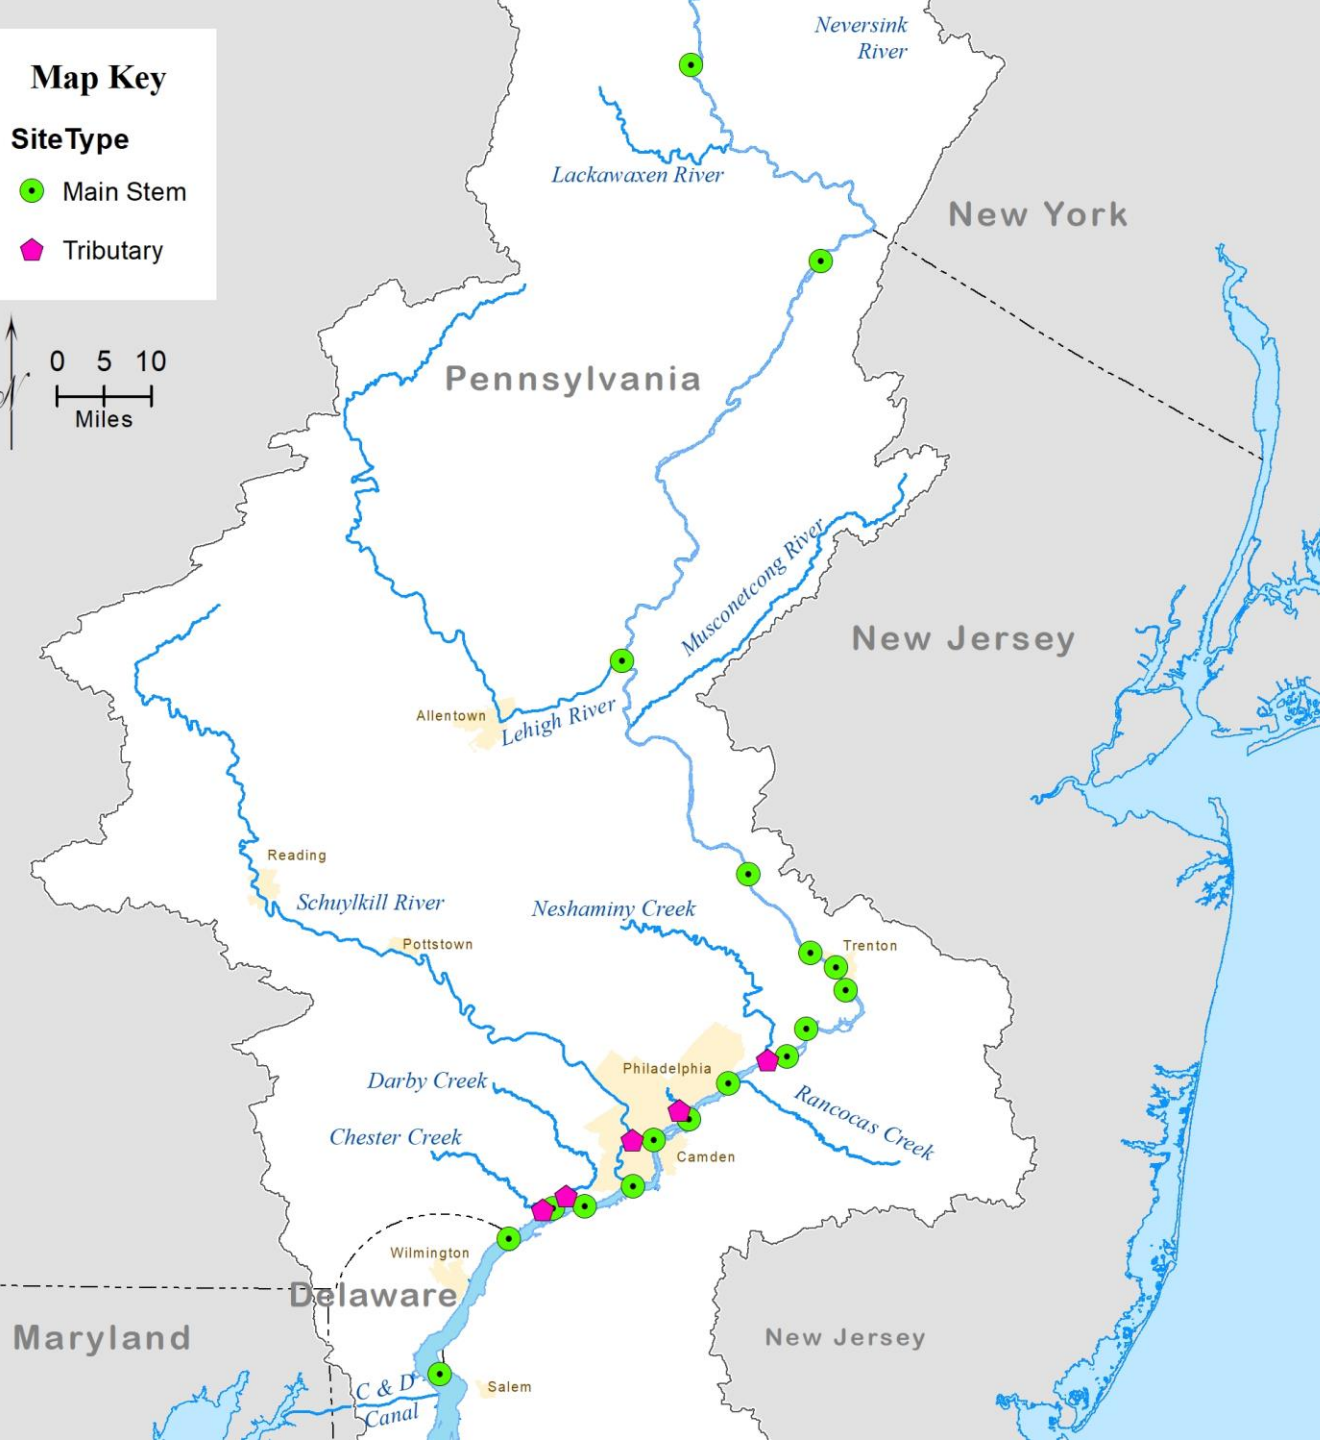 Neversink
River
Map Key
SiteType
Main Stem
Tributary
Lackawaxen River
New York
0 5 10
Miles
N
Pennsylvania
Musconetcong River
New Jersey
Allentown
Lehigh River
Reading
Schuylkill River
Neshaminy Creek
Pottstown
Trenton
Philadelphia
Darby Creek
Rancocas Creek
Chester Creek
Camden
Wilmington
Delaware
Maryland
New Jersey
C & D
Canal
Salem